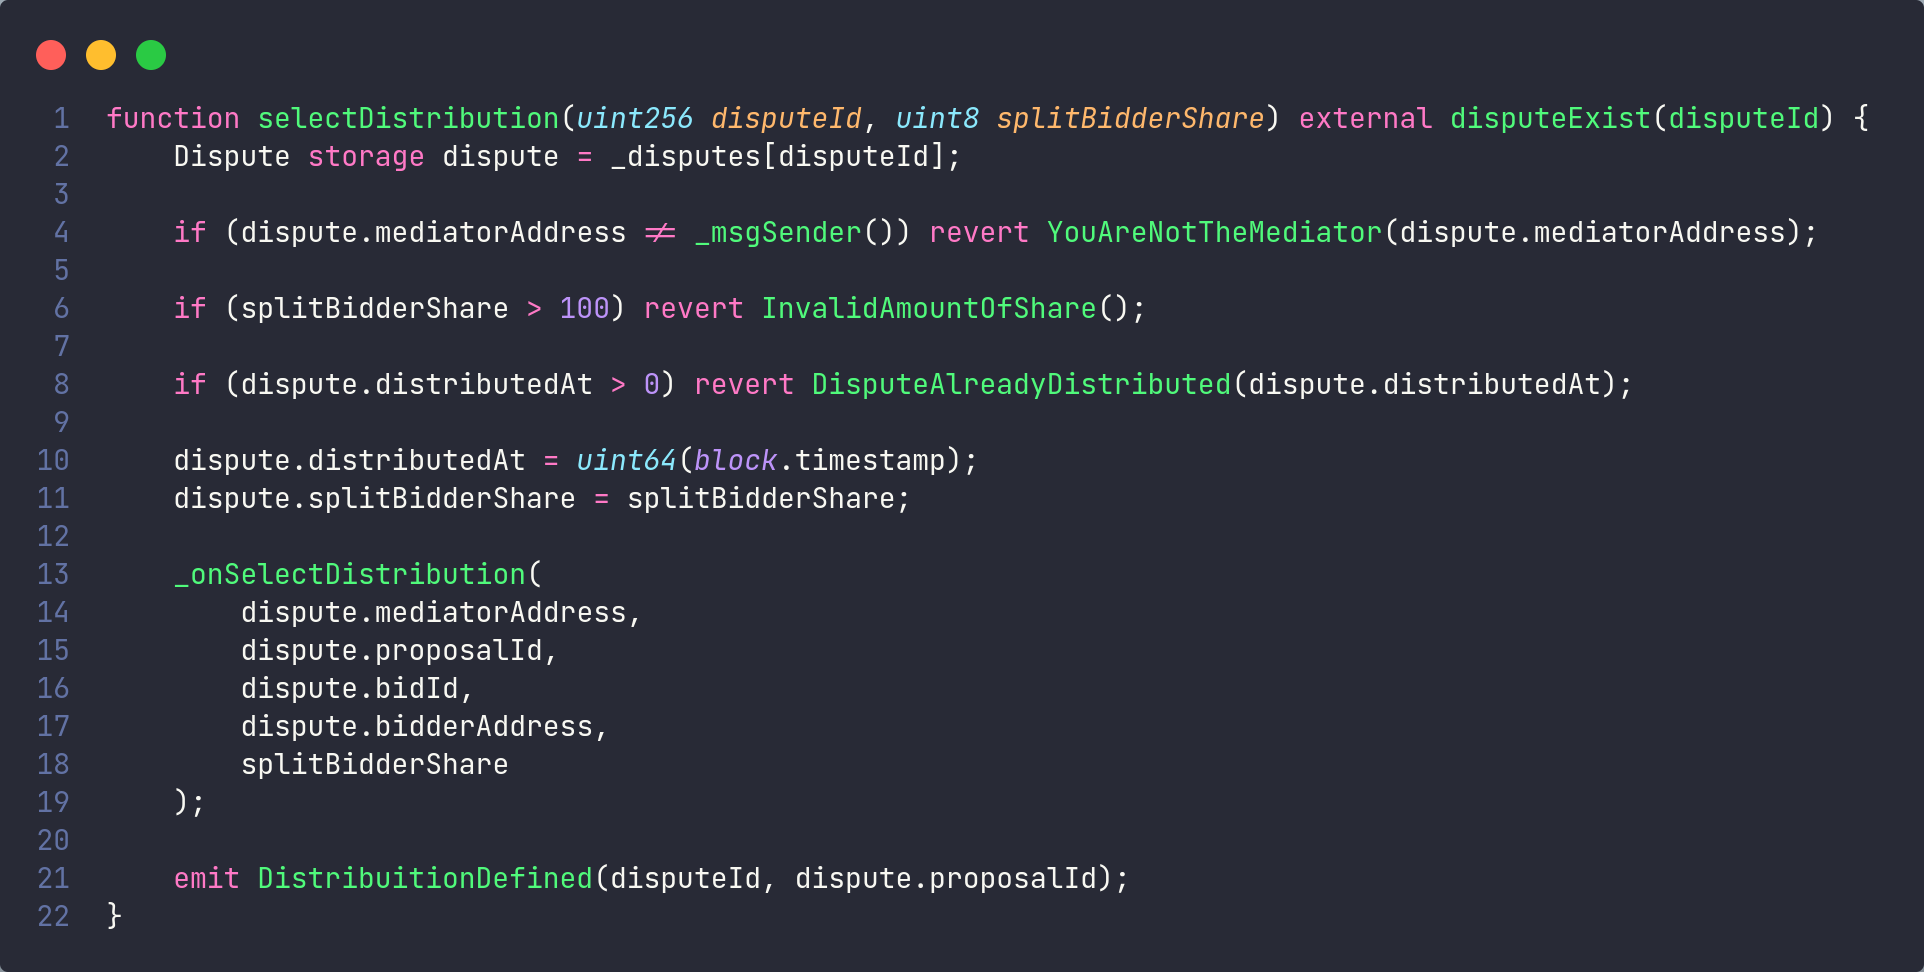 1 function selectDistribution(uint256 disputeId, uint8 splitBidderShare) external disputeExist(disputeId) {
2     Dispute storage dispute = _disputes[disputeId];
3
4     if (dispute.mediatorAddress != _msgSender()) revert YouAreNotTheMediator(dispute.mediatorAddress);
5
6     if (splitBidderShare > 100) revert InvalidAmountOfShare();
7
8     if (dispute.distributedAt > 0) revert DisputeAlreadyDistributed(dispute.distributedAt);
9
10     dispute.distributedAt = uint64(block.timestamp);
11     dispute.splitBidderShare = splitBidderShare;
12
13     _onSelectDistribution(
14         dispute.mediatorAddress,
15         dispute.proposalId,
16         dispute.bidId,
17         dispute.bidderAddress,
18         splitBidderShare
19     );
20
21     emit DistribuitionDefined(disputeId, dispute.proposalId);
22 }